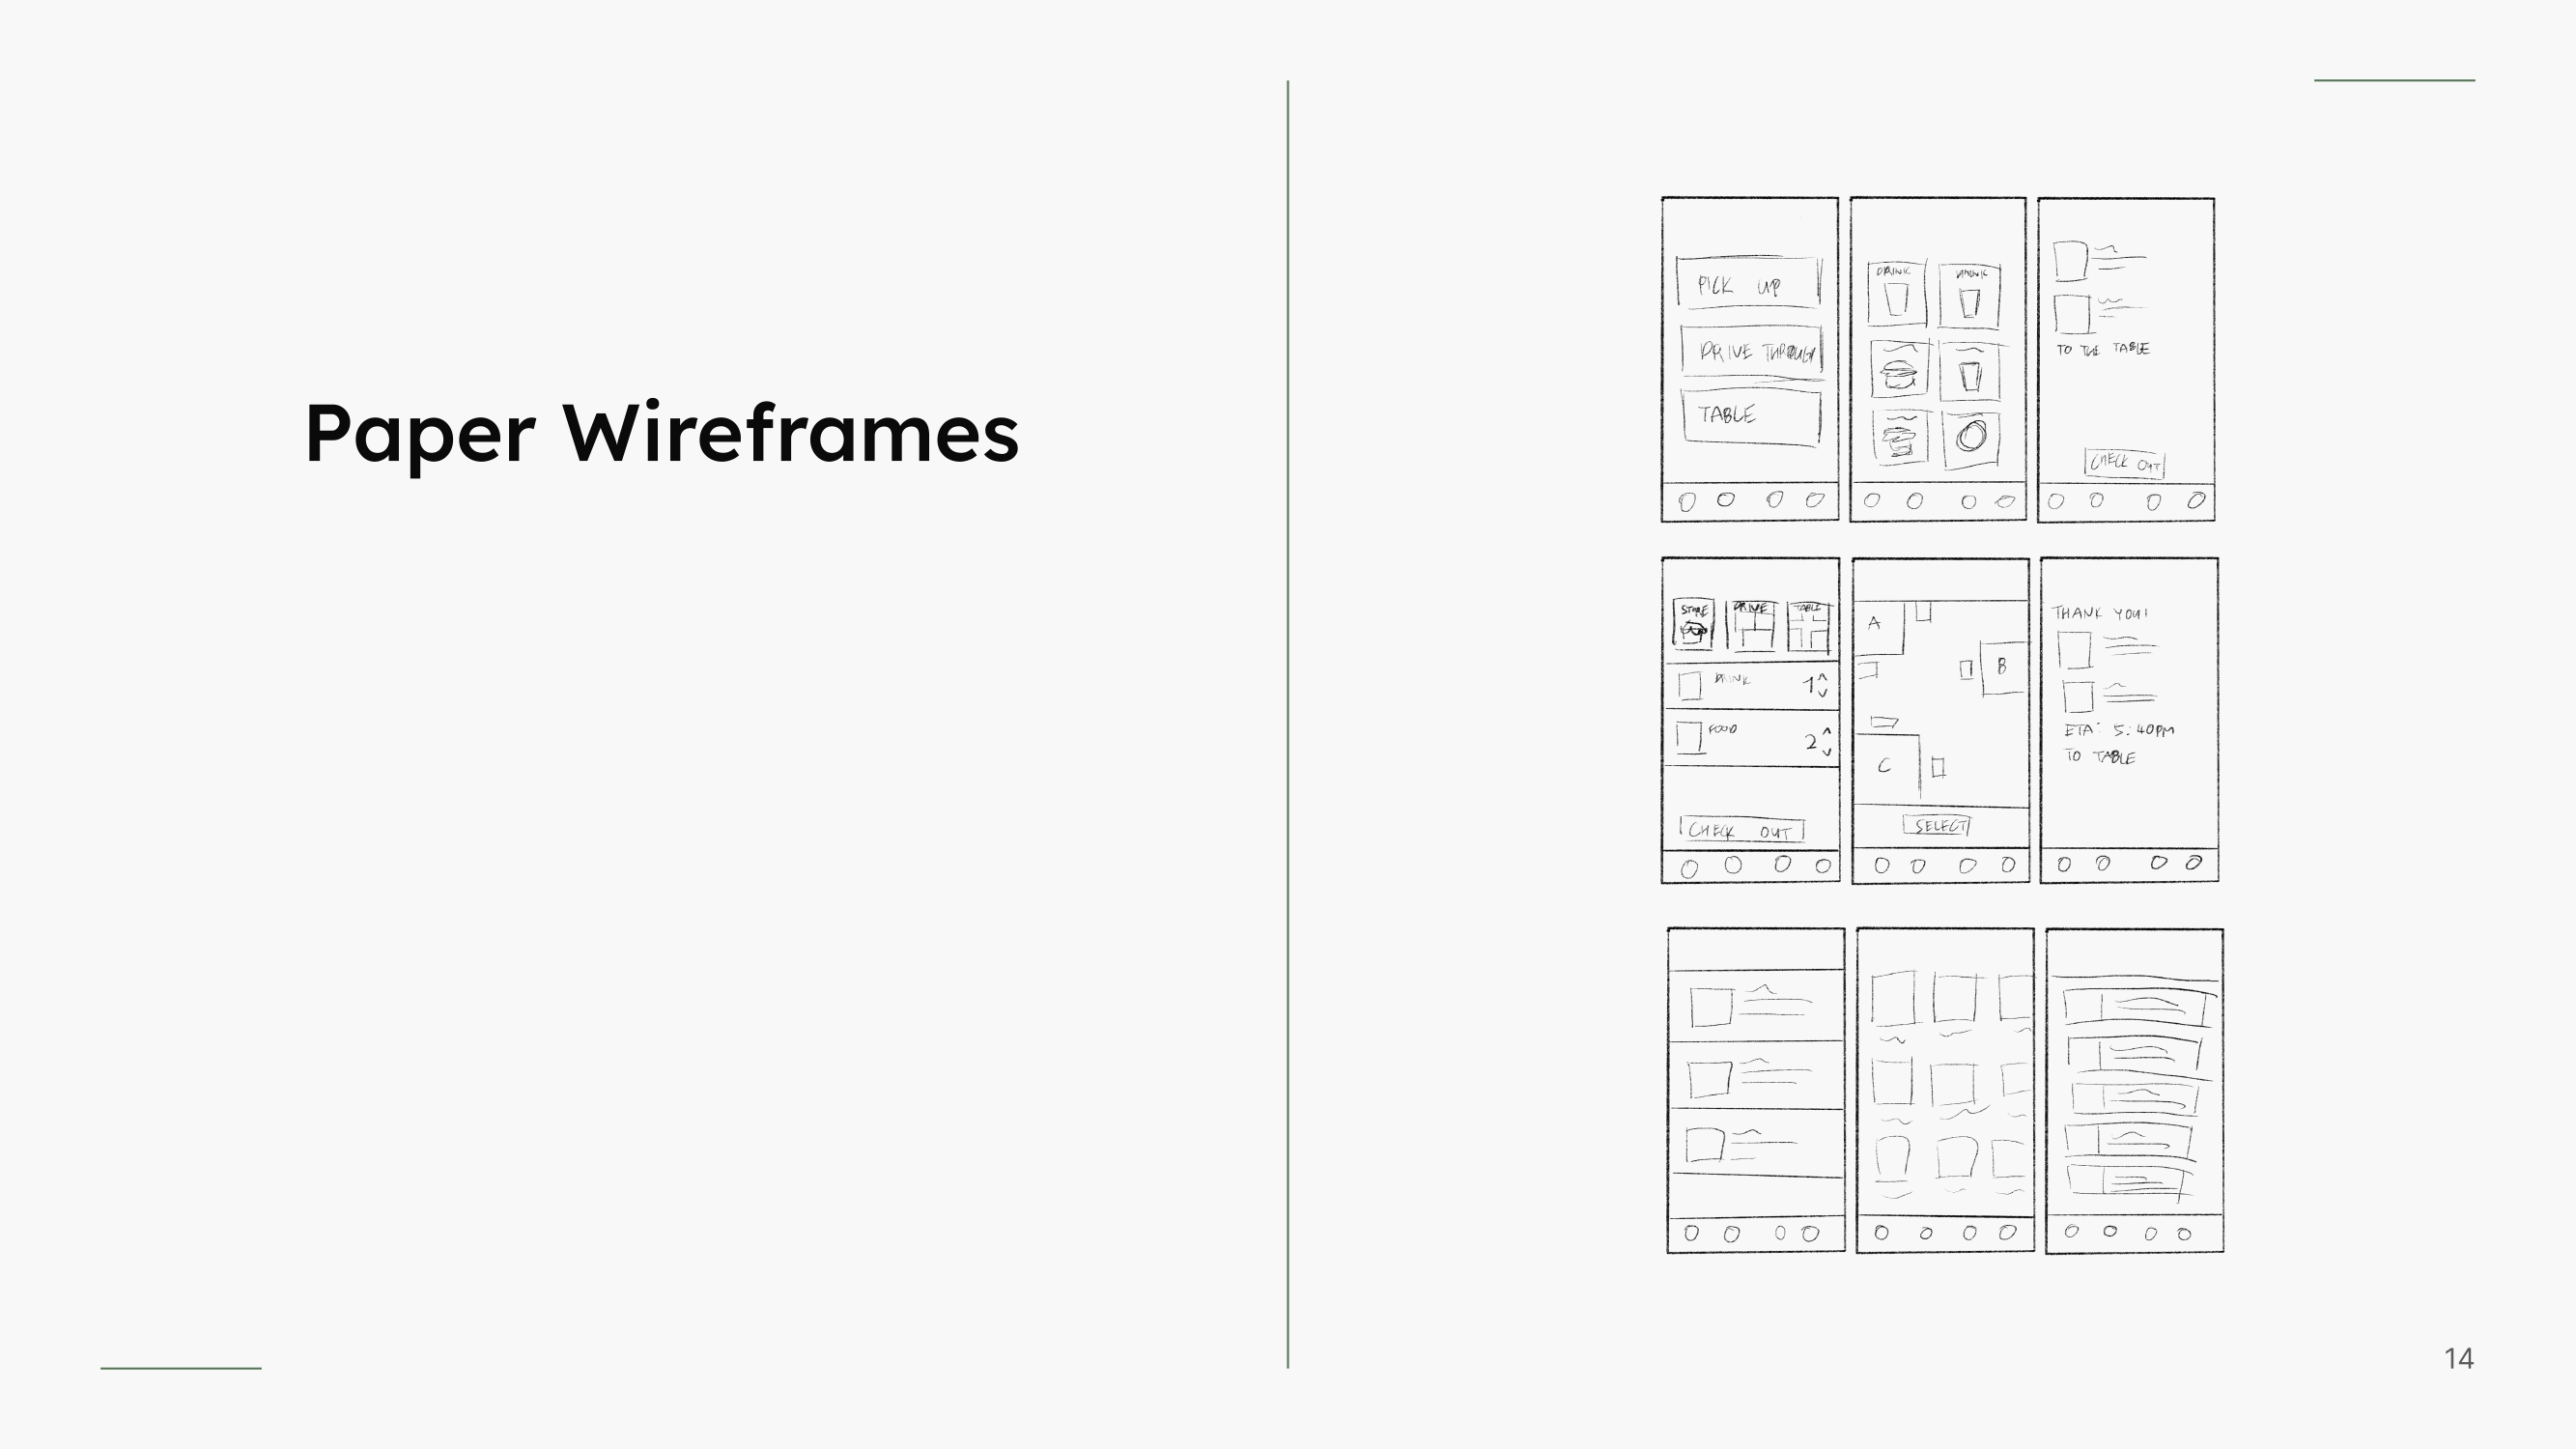 Paper Wireframes
PICK UP
DRIVE THROUGH
TABLE
DRINK
DRINK
TO THE TABLE
CHECK OUT
STORE
DRIVE
TABLE
DRINK
1
FOOD
2
CHECK OUT
A
B
C
SELECT
THANK YOU!
ETA: 5:40PM
TO TABLE
14